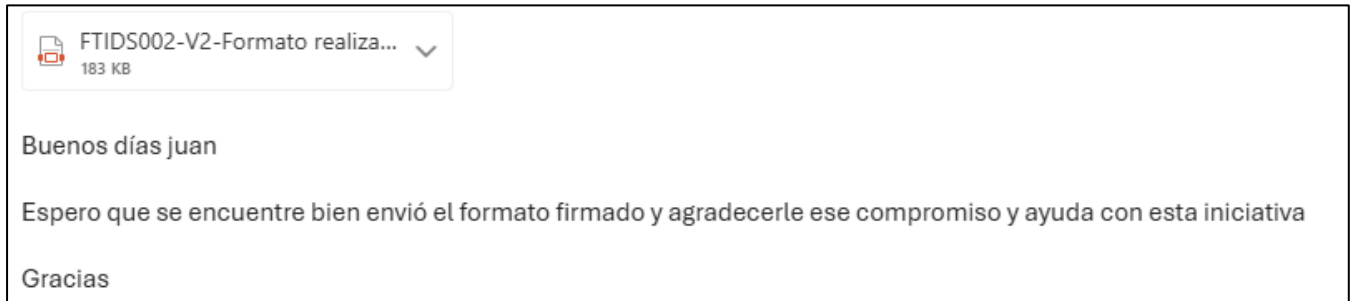 FTIDS002-V2-Formato realiza...
183 KB
Buenos días juan
Espero que se encuentre bien envió el formato firmado y agradecerle ese compromiso y ayuda con esta iniciativa
Gracias